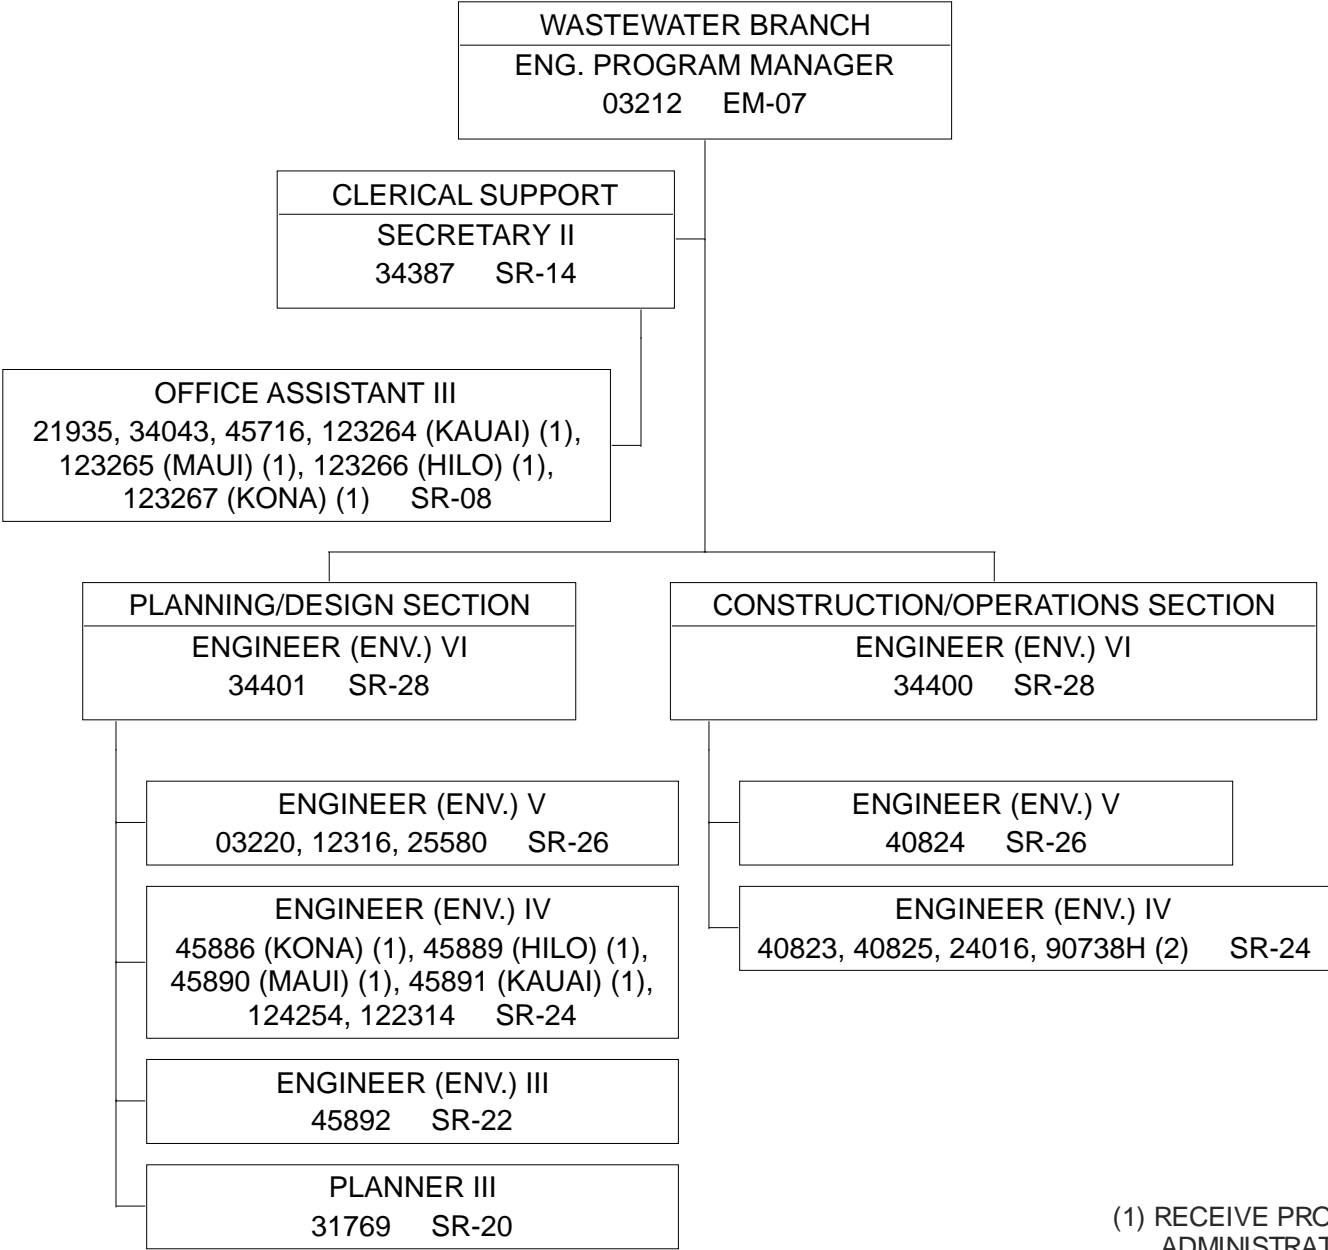 WASTEWATER BRANCH
ENG. PROGRAM MANAGER
03212 EM-07
CLERICAL SUPPORT
SECRETARY II
34387 SR-14
OFFICE ASSISTANT III
21935, 34043, 45716, 123264 (KAUAI) (1),
123265 (MAUI) (1), 123266 (HILO) (1),
123267 (KONA) (1) SR-08
PLANNING/DESIGN SECTION
ENGINEER (ENV.) VI
34401 SR-28
ENGINEER (ENV.) V
03220, 12316, 25580 SR-26
ENGINEER (ENV.) IV
45886 (KONA) (1), 45889 (HILO) (1),
45890 (MAUI) (1), 45891 (KAUAI) (1),
124254, 122314 SR-24
ENGINEER (ENV.) III
45892 SR-22
PLANNER III
31769 SR-20
CONSTRUCTION/OPERATIONS SECTION
ENGINEER (ENV.) VI
34400 SR-28
ENGINEER (ENV.) V
40824 SR-26
ENGINEER (ENV.) IV
40823, 40825, 24016, 90738H (2) SR-24
(1) RECEIVE